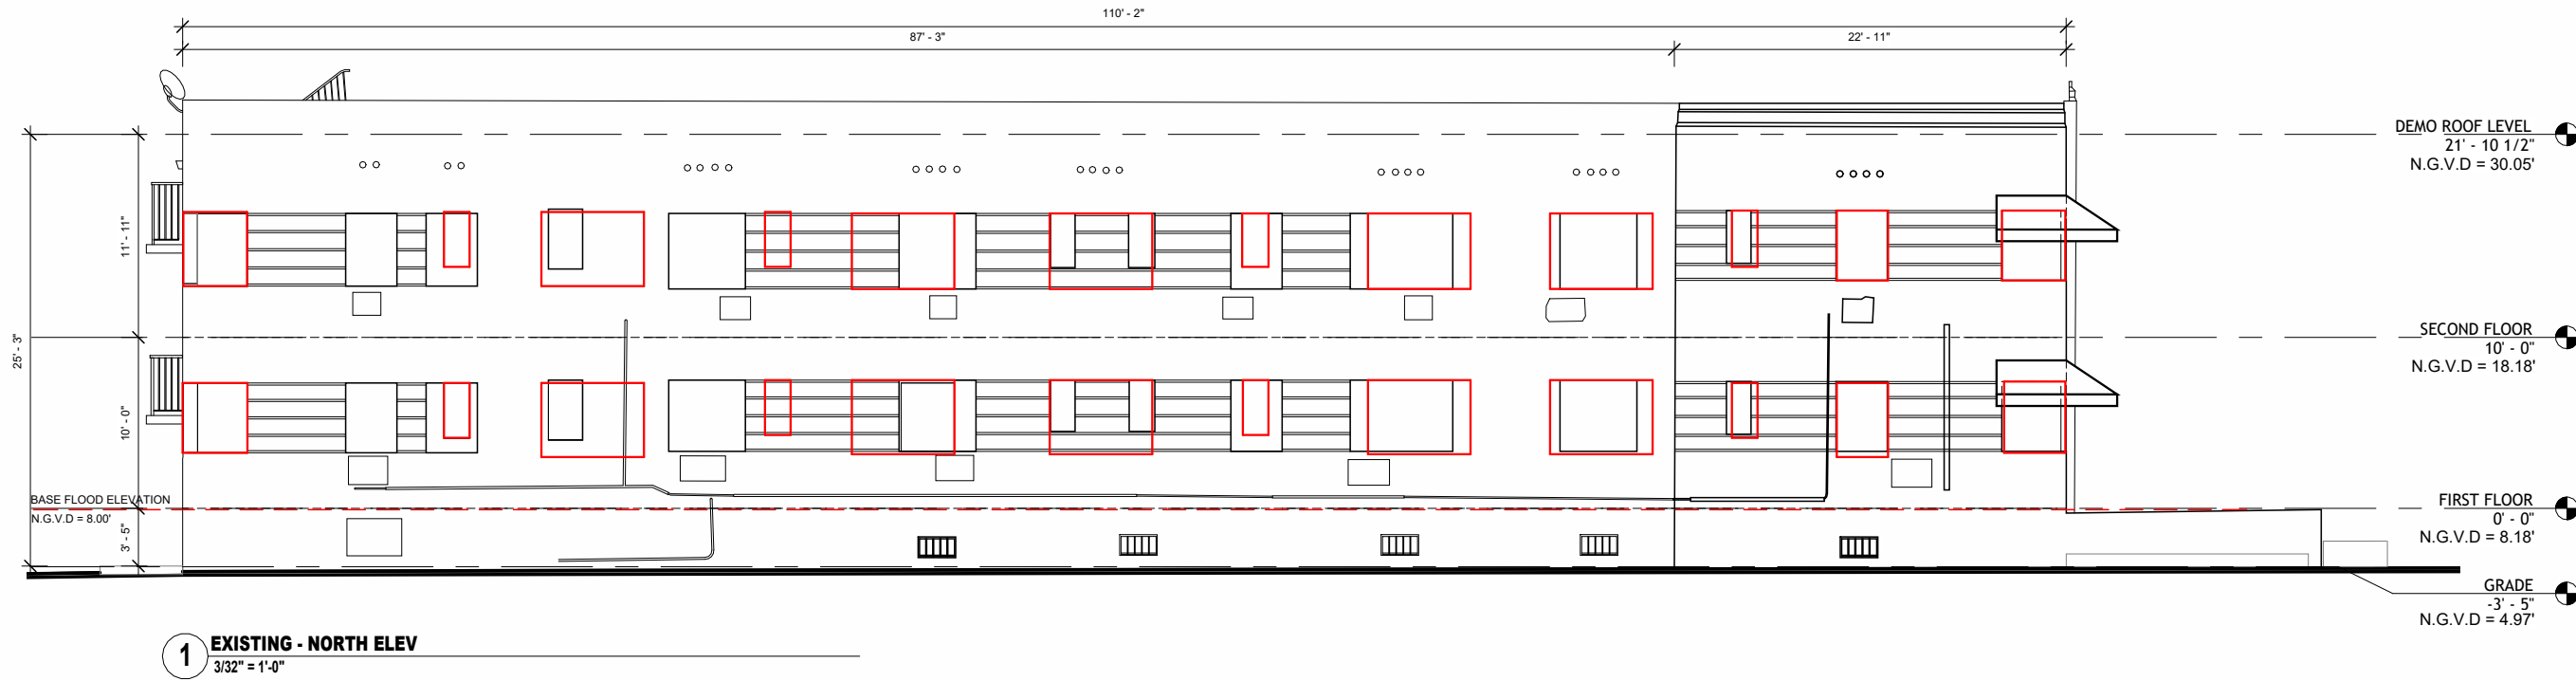 110' - 2"
87' - 3"
22' - 11"
DEMO ROOF LEVEL
21' - 10 1/2"
N.G.V.D = 30.05'
11' - 11"
25' - 3"
SECOND FLOOR
10' - 0"
N.G.V.D = 18.18'
10' - 0"
BASE FLOOD ELEVATION
N.G.V.D = 8.00'
3' - 5"
FIRST FLOOR
0' - 0"
N.G.V.D = 8.18'
GRADE
-3' - 5"
N.G.V.D = 4.97'
1
EXISTING - NORTH ELEV
3/32" = 1'-0"